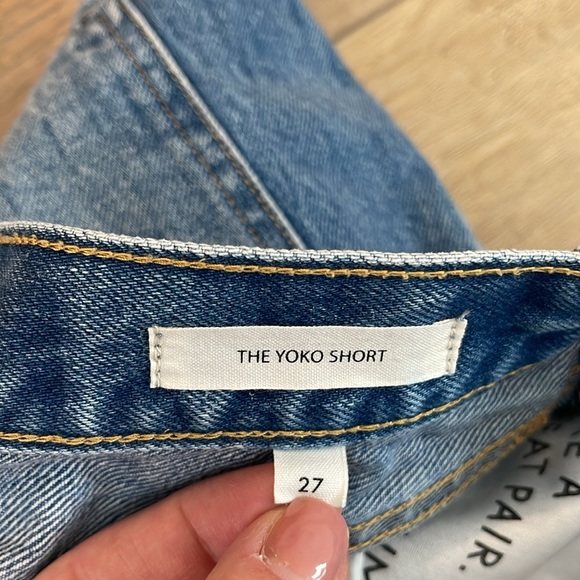 THE YOKO SHORT
27
A
PAIR.